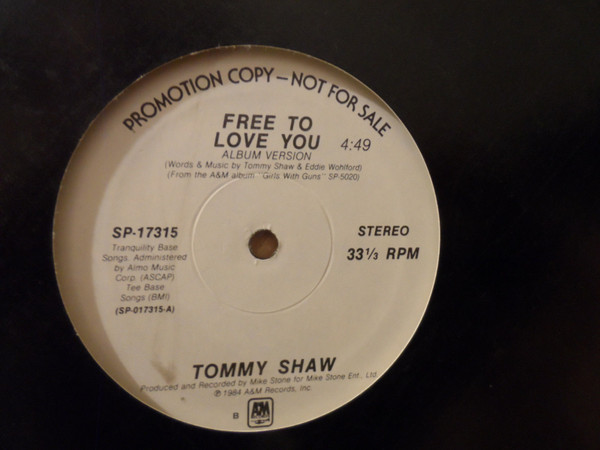 PROMOTION COPY — NOT FOR SALE
FREE TO
LOVE YOU 4:49
ALBUM VERSION
(Words & Music by Tommy Shaw & Eddie Wohlford)
(From the A&M album "Girls With Guns" SP-5020)
SP-17315
Tranquility Base
Songs. Administered
by Almo Music
Corp. (ASCAP)
Tee Base
Songs (BMI)
(SP-017315-A)
STEREO
33⅓ RPM
TOMMY SHAW
Produced and Recorded by Mike Stone for Mike Stone Ent., Ltd.
℗ 1984 A&M Records, Inc.
B A&M